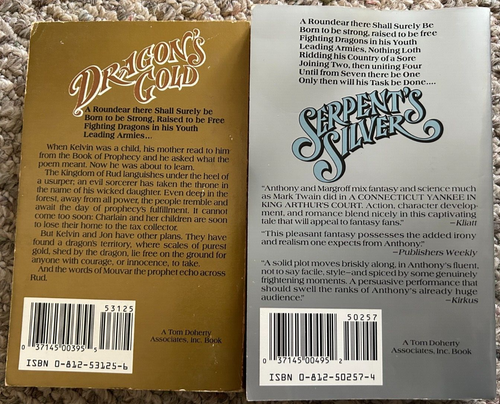 DRAGON'S
GOLD
A Roundear there Shall Surely be
Born to be Strong, Raised to be Free
Fighting Dragons in his Youth
Leading Armies...
When Kelvin was a child, his mother read to him
from the Book of Prophecy and he asked what the
poem meant. Now he was about to learn.
The Kingdom of Rud languishes under the heel of
a usurper; an evil sorcerer has taken the throne in
the name of his wicked daughter. Even deep in the
forest, away from all power, the people tremble and
await the day of prophecy's fulfillment. It cannot
come too soon; Charlain and her children are soon
to lose their home to the tax collector.
But Kelvin and Jon have other plans. They have
found a dragon's territory, where scales of purest
gold, shed by the dragon, lie free on the ground for
anyone with courage, or innocence, to take.
And the words of Mouvar the prophet echo across
Rud.
53125
0 37145 00395 5
ISBN 0-812-53125-6
A Tom Doherty
Associates, Inc. Book
A Roundear there Shall Surely Be
Born to be strong, raised to be free
Fighting Dragons in his Youth
Leading Armies, Nothing Loth
Ridding his Country of a Sore
Joining Two, then uniting Four
Until from Seven there be One
Only then will his Task be Done....
SERPENT'S
SILVER
"Anthony and Margroff mix fantasy and science much
as Mark Twain did in A CONNECTICUT YANKEE IN
KING ARTHUR'S COURT. Action, character develop-
ment, and romance blend nicely in this captivating
tale that will appeal to fantasy fans."
—Kliatt
"This pleasant fantasy possesses the added irony
and realism one expects from Anthony."
—Publishers Weekly
"A solid plot moves briskly along, in Anthony's fluent,
not to say facile, style—and spiced by some genuinely
frightening moments. A persuasive performance that
should swell the ranks of Anthony's already huge
audience."
—Kirkus
50257
0 37145 00495 2
ISBN 0-812-50257-4
A Tom Doherty
Associates, Inc. Book